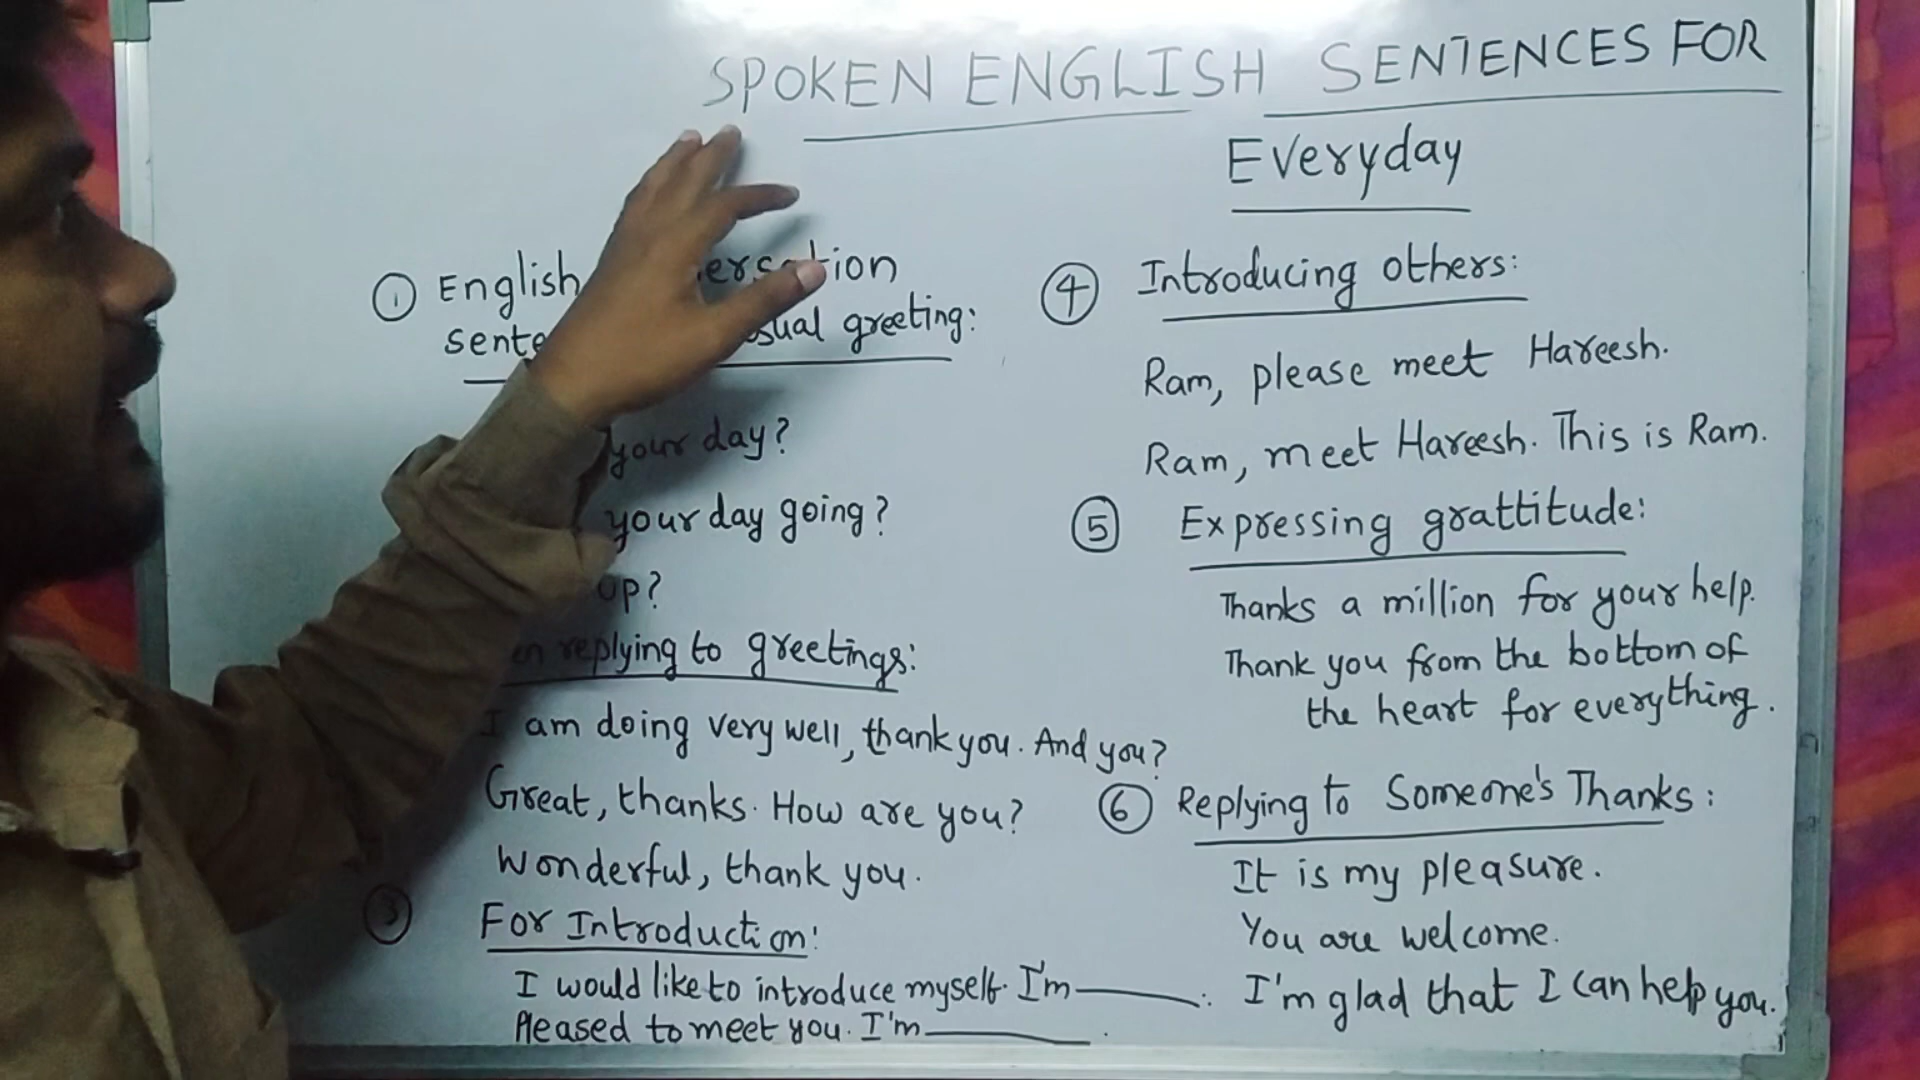 SPOKEN ENGLISH SENTENCES FOR
Everyday
① English ersation
sual greeting:
your day?
your day going?
up?
replying to greetings:
I am doing very well, thank you. And you?
Great, thanks. How are you?
Wonderful, thank you.
③ For Introduction:
I would like to introduce myself. I'm ______.
Pleased to meet you. I'm ______.
④ Introducing others:
Ram, please meet Hareesh.
Ram, meet Hareesh. This is Ram.
⑤ Expressing grattitude:
Thanks a million for your help.
Thank you from the bottom of
the heart for everything.
⑥ Replying to Someone's Thanks:
It is my pleasure.
You are welcome.
I'm glad that I can help you.